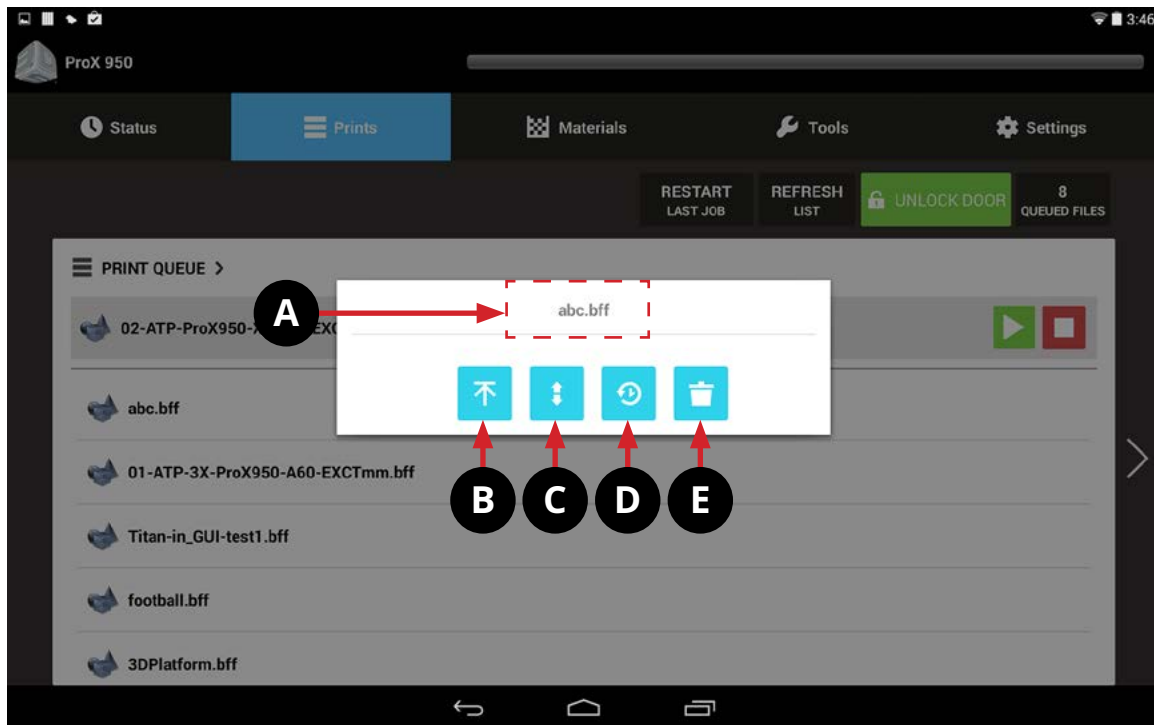 3:46
ProX 950
Status
Prints
Materials
Tools
Settings
RESTART
LAST JOB
REFRESH
LIST
UNLOCK DOOR
8
QUEUED FILES
PRINT QUEUE >
A
abc.bff
02-ATP-ProX950-
abc.bff
01-ATP-3X-ProX950-A60-EXCTmm.bff
B
C
D
E
Titan-in_GUI-test1.bff
football.bff
3DPlatform.bff